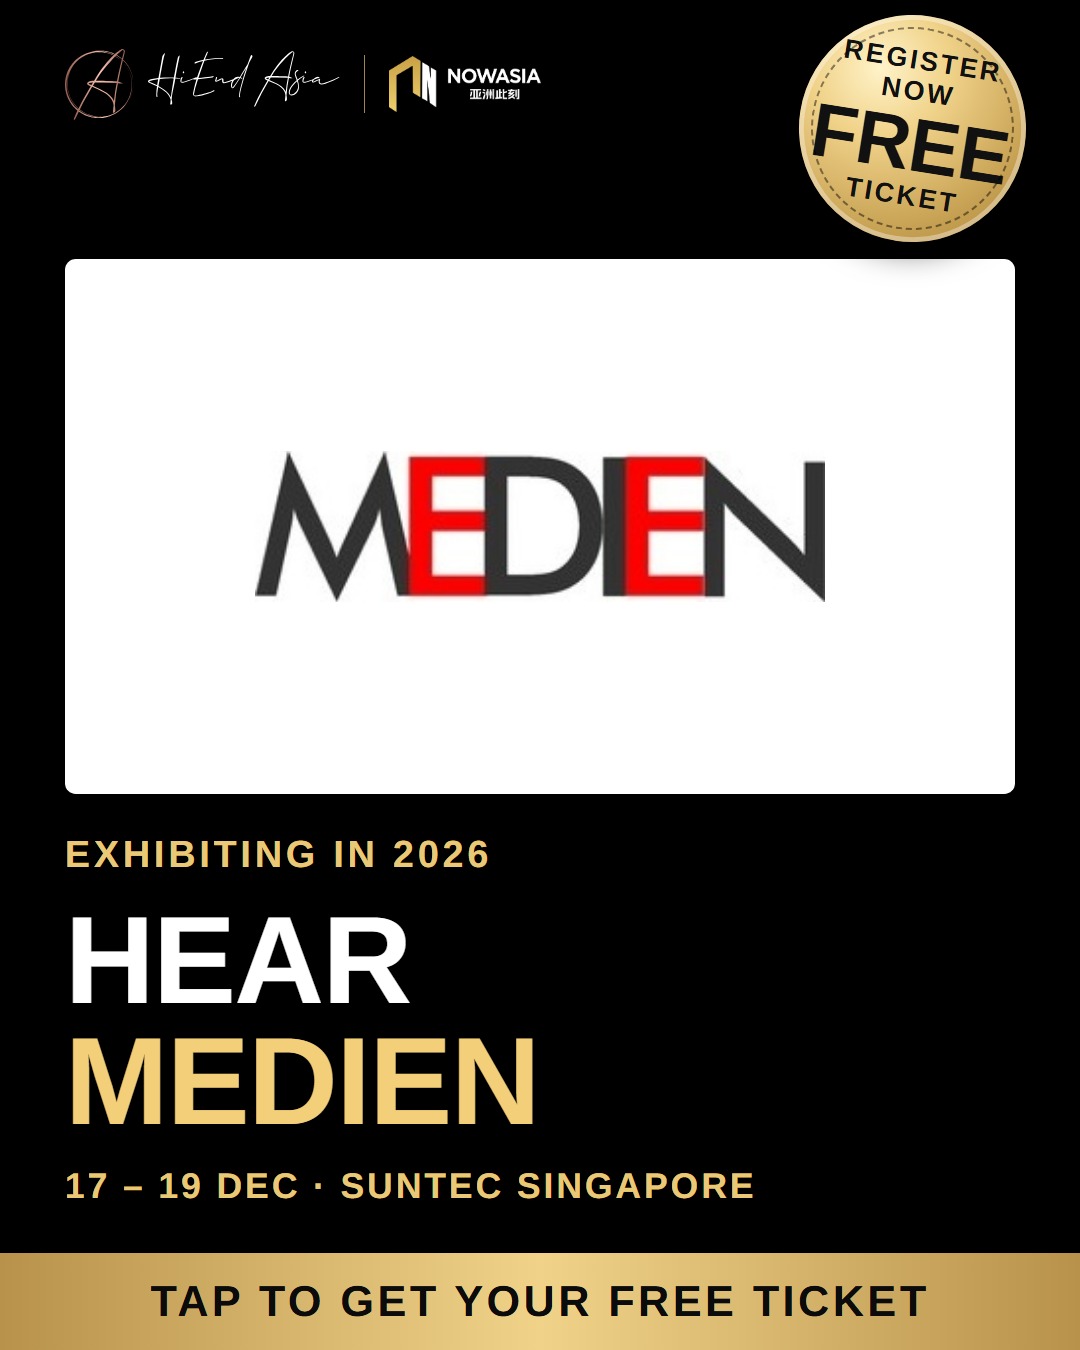 HiEnd Asia
NOWASIA
亚洲此刻
REGISTER
NOW
FREE
TICKET
MEDIEN
EXHIBITING IN 2026
HEAR
MEDIEN
17 – 19 DEC · SUNTEC SINGAPORE
TAP TO GET YOUR FREE TICKET